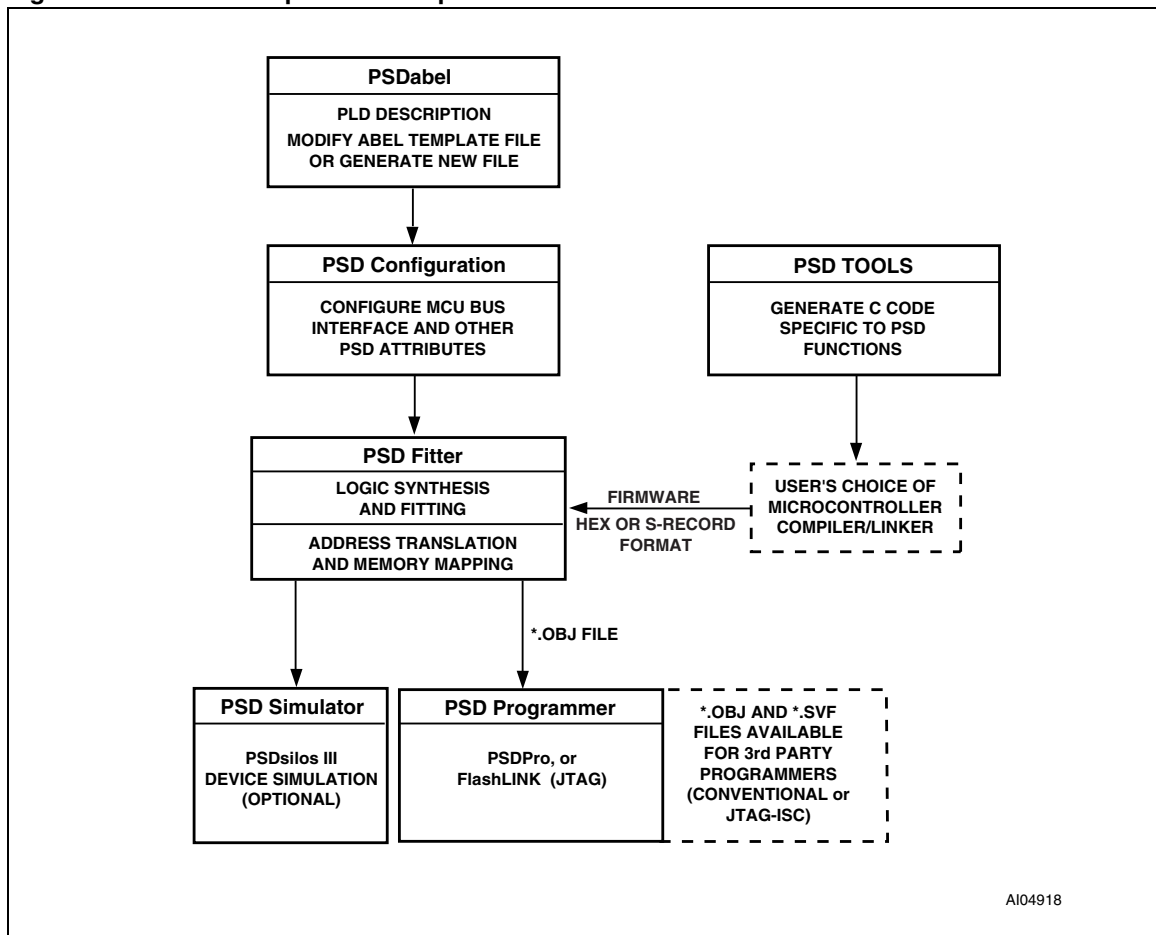 PSDabel
PLD DESCRIPTION
MODIFY ABEL TEMPLATE FILE
OR GENERATE NEW FILE
PSD Configuration
CONFIGURE MCU BUS
INTERFACE AND OTHER
PSD ATTRIBUTES
PSD TOOLS
GENERATE C CODE
SPECIFIC TO PSD
FUNCTIONS
PSD Fitter
LOGIC SYNTHESIS
AND FITTING
ADDRESS TRANSLATION
AND MEMORY MAPPING
FIRMWARE
HEX OR S-RECORD
FORMAT
USER'S CHOICE OF
MICROCONTROLLER
COMPILER/LINKER
*.OBJ FILE
PSD Simulator
PSDsilos III
DEVICE SIMULATION
(OPTIONAL)
PSD Programmer
PSDPro, or
FlashLINK (JTAG)
*.OBJ AND *.SVF
FILES AVAILABLE
FOR 3rd PARTY
PROGRAMMERS
(CONVENTIONAL or
JTAG-ISC)
AI04918